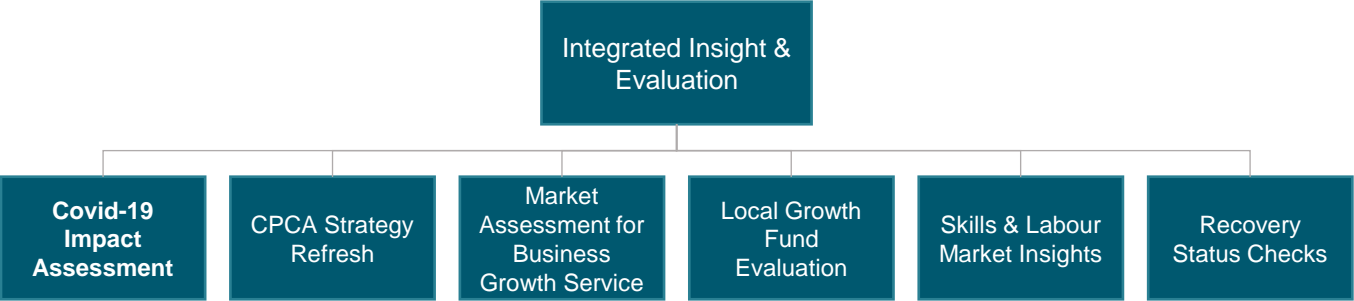 Integrated Insight &
Evaluation
Covid-19
Impact
Assessment
CPCA Strategy
Refresh
Market
Assessment for
Business
Growth Service
Local Growth
Fund
Evaluation
Skills & Labour
Market Insights
Recovery
Status Checks